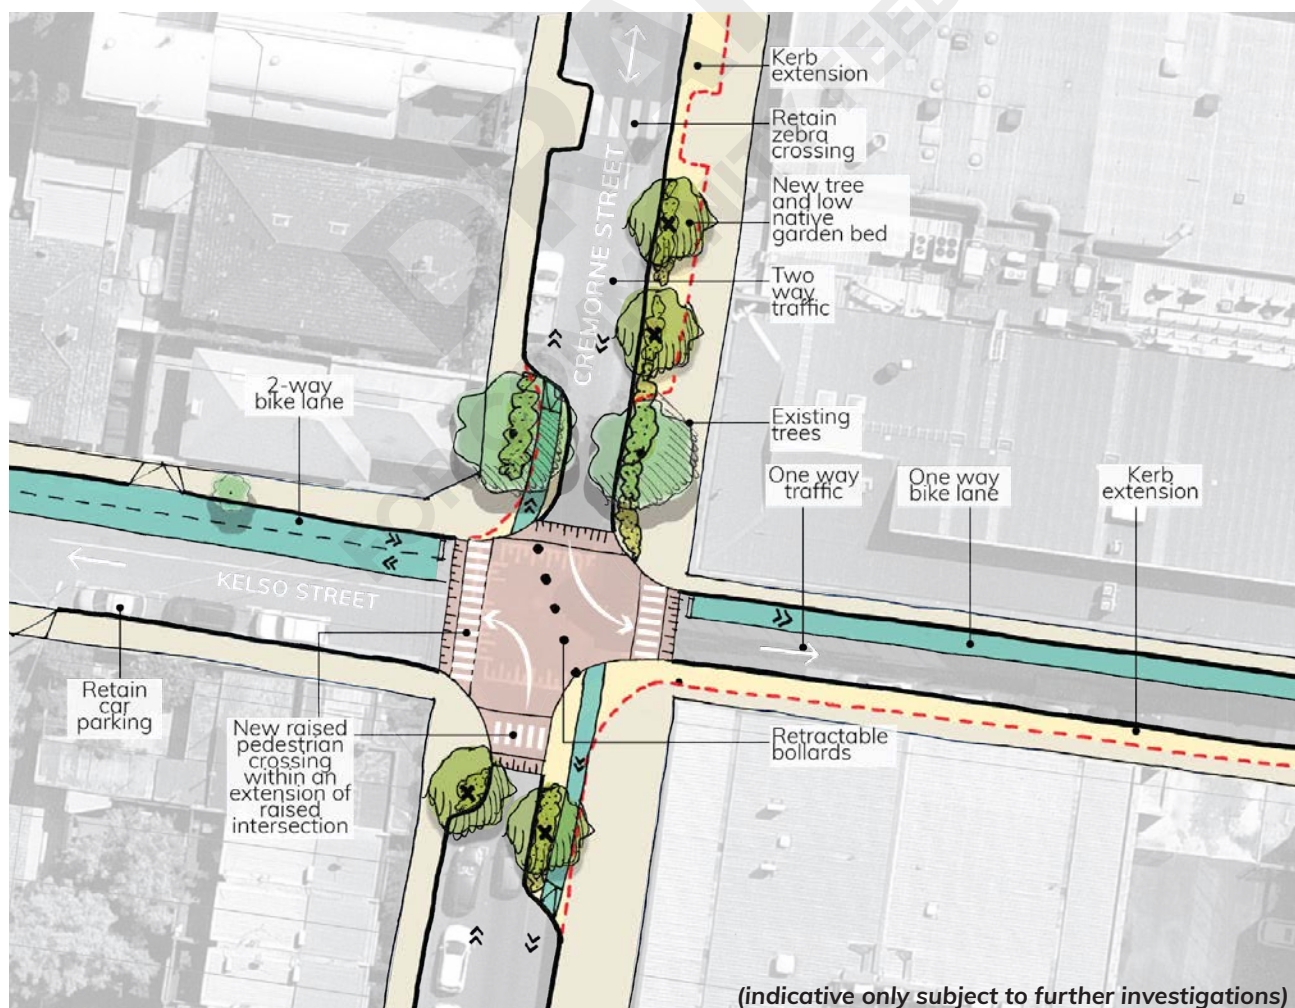 Kerb
extension
Retain
zebra
crossing
New tree
and low
native
garden bed
Two
way
traffic
CREMORNE STREET
2-way
bike lane
Existing
trees
One way
traffic
One way
bike lane
Kerb
extension
KELSO STREET
Retain
car
parking
New raised
pedestrian
crossing
within an
extension of
raised
intersection
Retractable
bollards
(indicative only subject to further investigations)